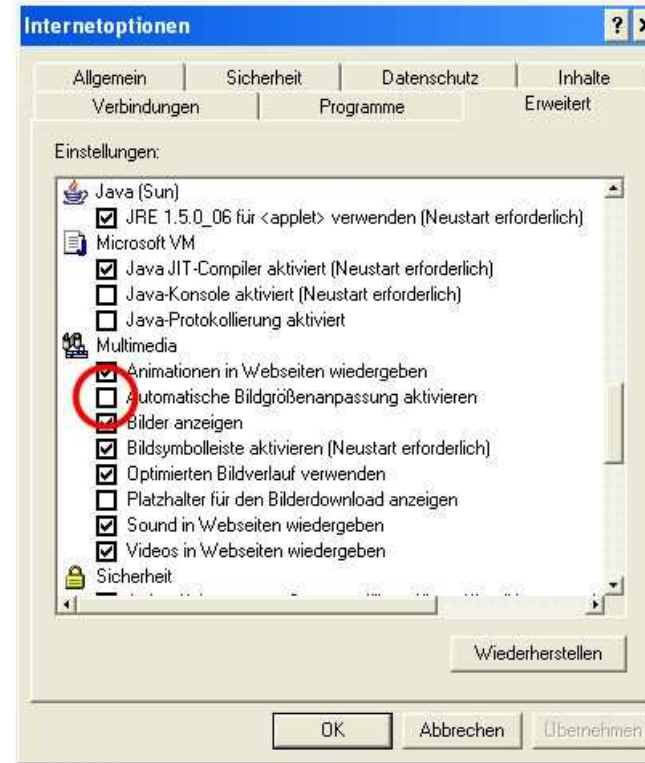 Internetoptionen
Allgemein Sicherheit Datenschutz Inhalte
Verbindungen Programme Erweitert
Einstellungen:
Java (Sun)
JRE 1.5.0_06 für <applet> verwenden (Neustart erforderlich)
Microsoft VM
Java JIT-Compiler aktiviert (Neustart erforderlich)
Java-Konsole aktiviert (Neustart erforderlich)
Java-Protokollierung aktiviert
Multimedia
Animationen in Webseiten wiedergeben
Automatische Bildgrößenanpassung aktivieren
Bilder anzeigen
Bildsymbolleiste aktivieren (Neustart erforderlich)
Optimierten Bildverlauf verwenden
Platzhalter für den Bilderdownload anzeigen
Sound in Webseiten wiedergeben
Videos in Webseiten wiedergeben
Sicherheit
Wiederherstellen
OK Abbrechen Übernehmen